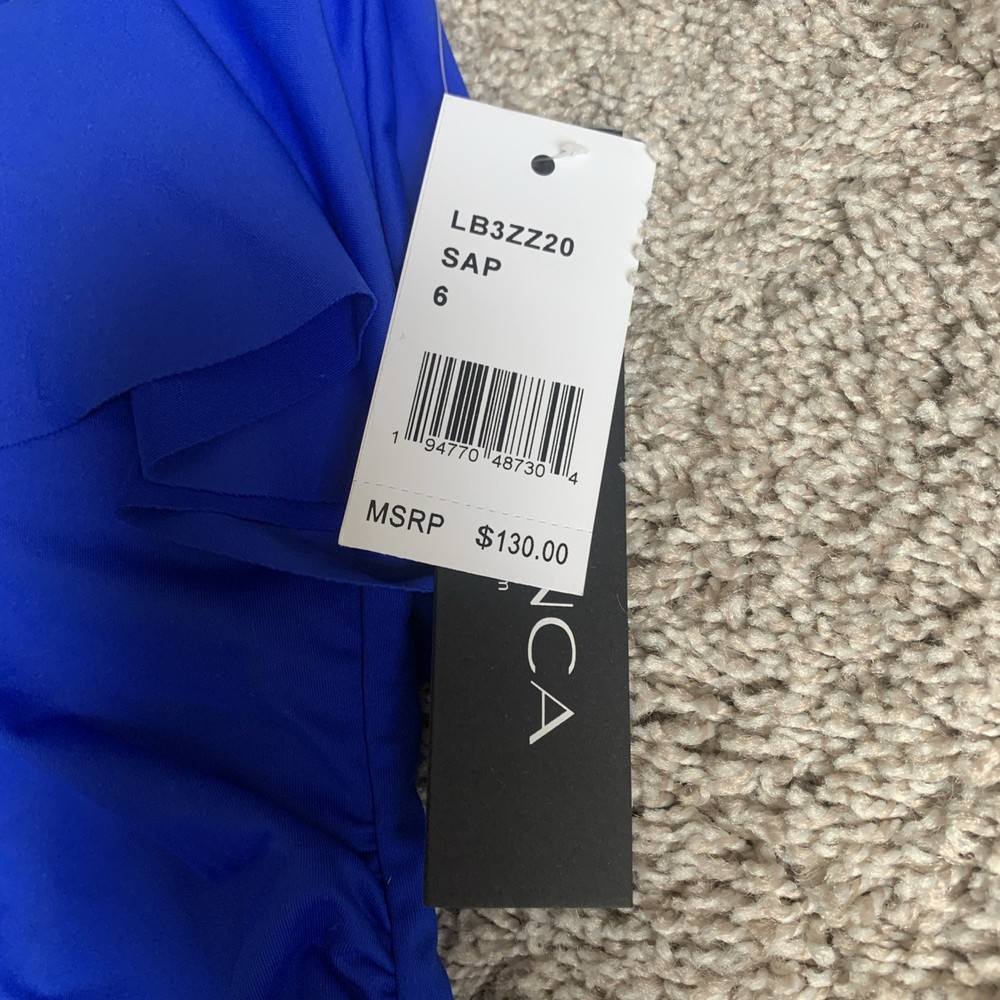 LB3ZZ20
SAP
6
1 94770 48730 4
MSRP $130.00
NCA